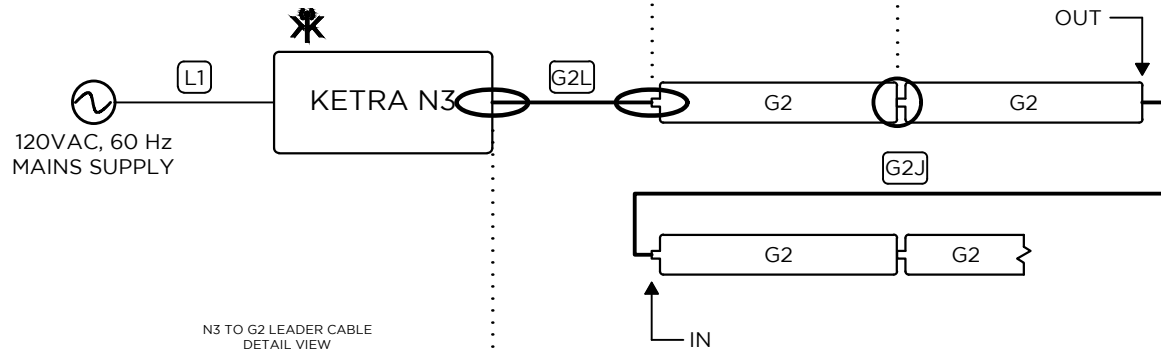 OUT
L1
G2L
KETRA N3
G2
G2
120VAC, 60 Hz
MAINS SUPPLY
G2J
G2
G2
N3 TO G2 LEADER CABLE
DETAIL VIEW
IN